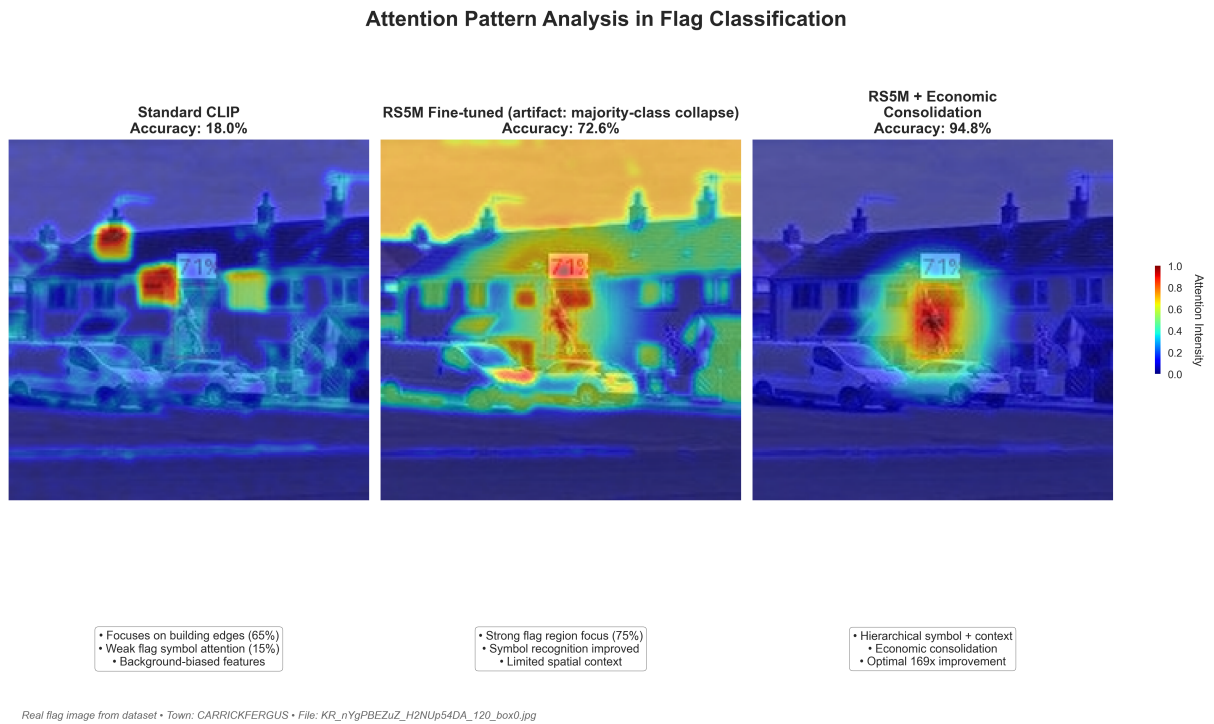 Attention Pattern Analysis in Flag Classification
Standard CLIP
Accuracy: 18.0%
RS5M Fine-tuned (artifact: majority-class collapse)
Accuracy: 72.6%
RS5M + Economic
Consolidation
Accuracy: 94.8%
71%
71%
71%
1.0
0.8
0.6
0.4
0.2
0.0
Attention Intensity
• Focuses on building edges (65%)
• Weak flag symbol attention (15%)
• Background-biased features
• Strong flag region focus (75%)
• Symbol recognition improved
• Limited spatial context
• Hierarchical symbol + context
• Economic consolidation
• Optimal 169x improvement
Real flag image from dataset • Town: CARRICKFERGUS • File: KR_nYgPBEZuZ_H2NUp54DA_120_box0.jpg